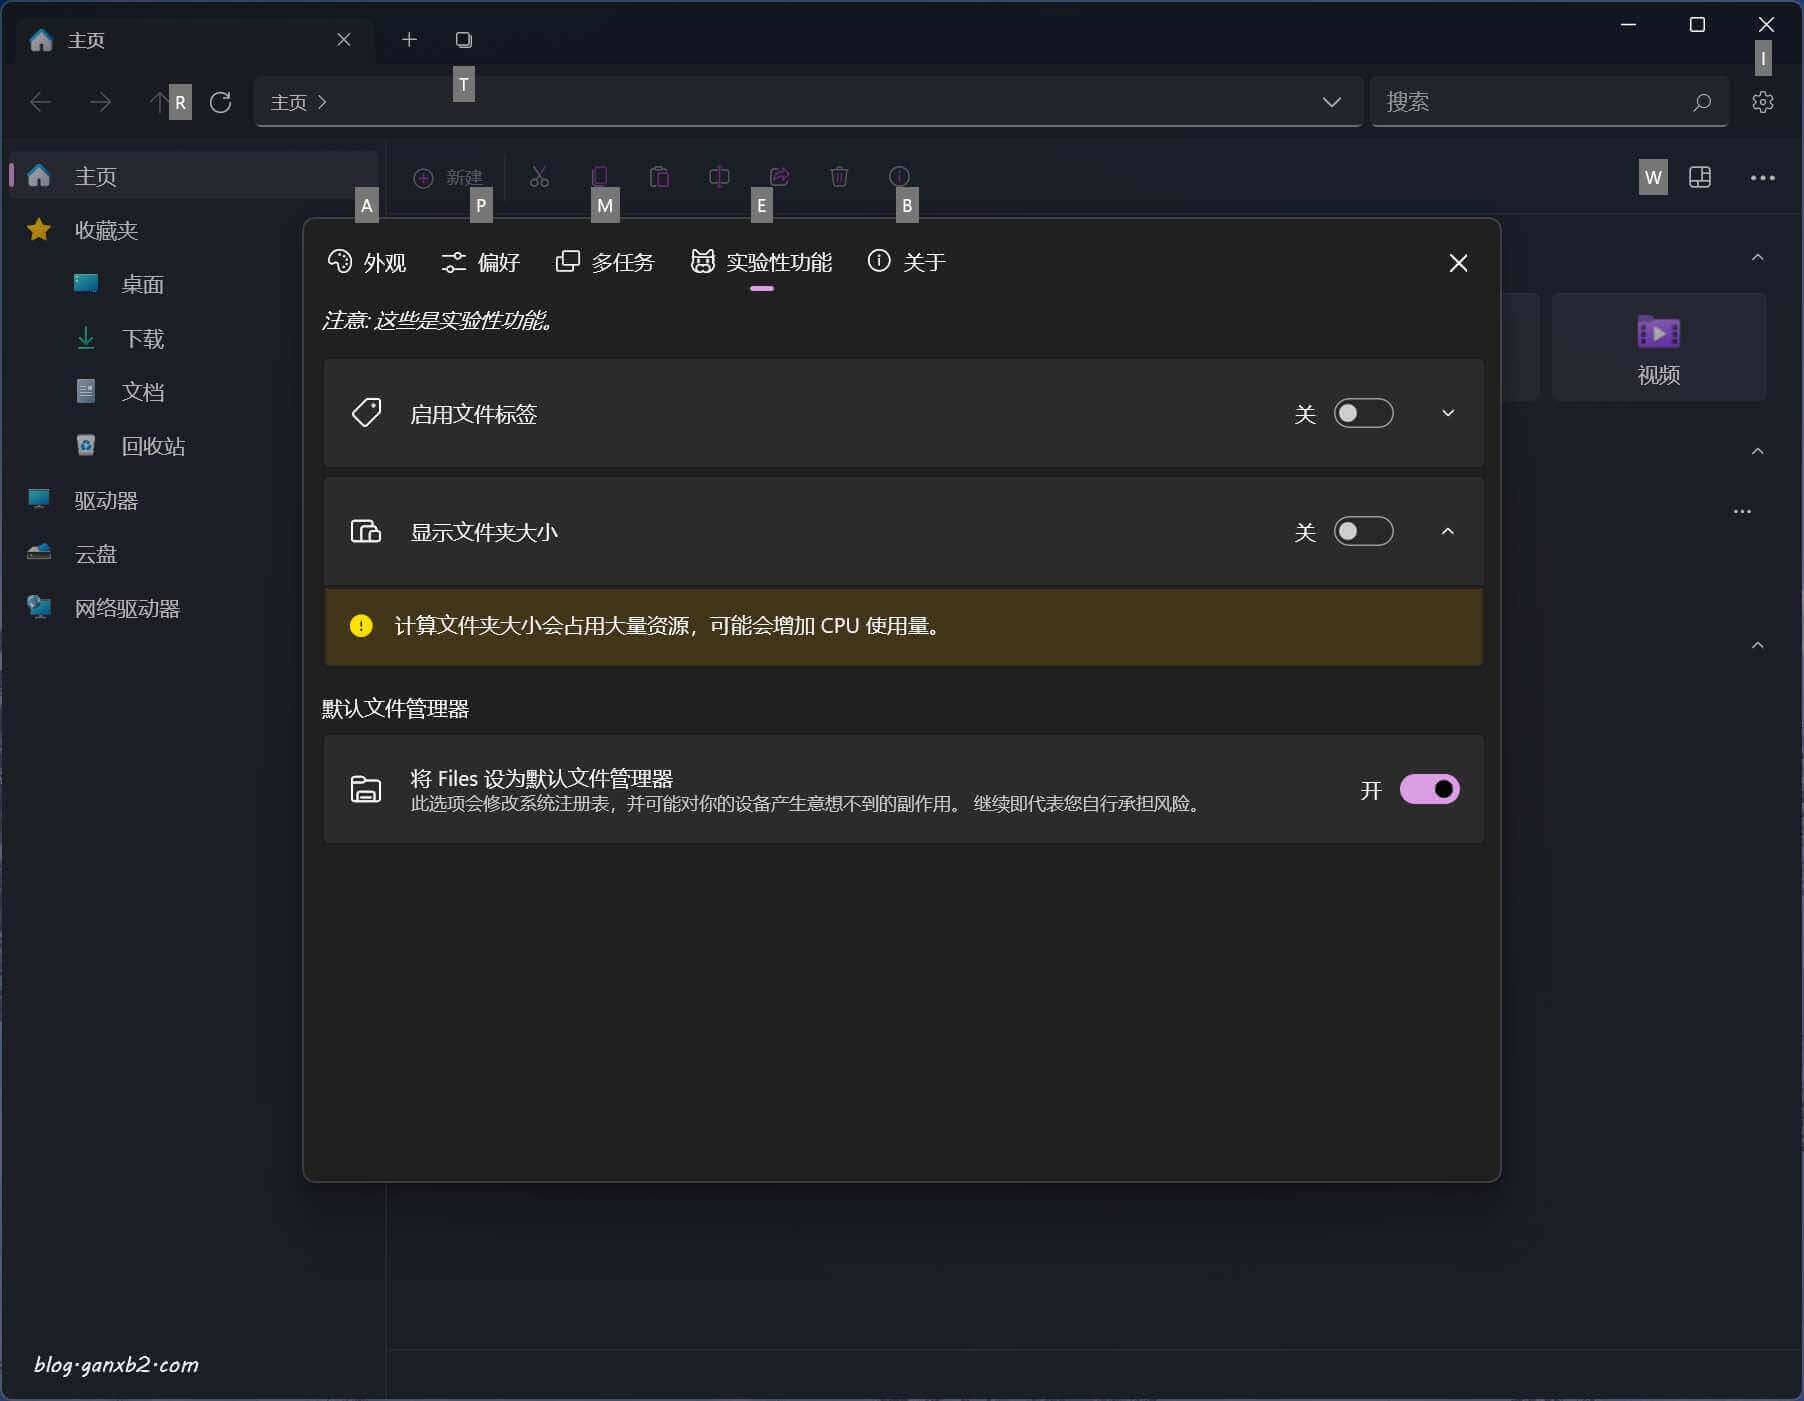 主页
I
T
R
主页
搜索
主页
新建
W
A
P
M
E
B
收藏夹
桌面
下载
文档
回收站
驱动器
云盘
网络驱动器
外观
偏好
多任务
实验性功能
关于
注意: 这些是实验性功能。
启用文件标签
关
显示文件夹大小
关
计算文件夹大小会占用大量资源，可能会增加 CPU 使用量。
默认文件管理器
将 Files 设为默认文件管理器
此选项会修改系统注册表，并可能对你的设备产生意想不到的副作用。 继续即代表您自行承担风险。
开
视频
blog·ganxb2·com